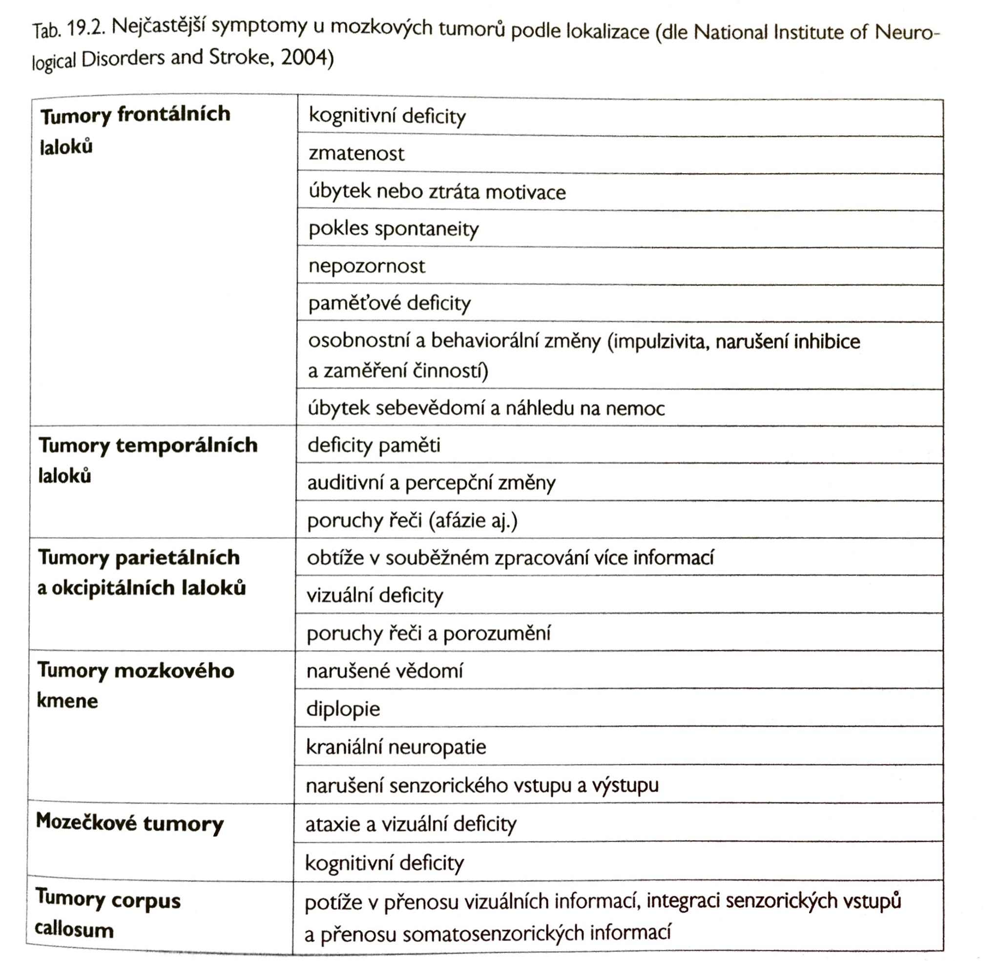 Tab. 19.2. Nejčastější symptomy u mozkových tumorů podle lokalizace (dle National Institute of Neuro-
logical Disorders and Stroke, 2004)
Tumory frontálních
laloků
kognitivní deficity
zmatenost
úbytek nebo ztráta motivace
pokles spontaneity
nepozornost
paměťové deficity
osobnostní a behaviorální změny (impulzivita, narušení inhibice
a zaměření činností)
úbytek sebevědomí a náhledu na nemoc
Tumory temporálních
laloků
deficity paměti
auditivní a percepční změny
poruchy řeči (afázie aj.)
Tumory parietálních
a okcipitálních laloků
obtíže v souběžném zpracování více informací
vizuální deficity
poruchy řeči a porozumění
Tumory mozkového
kmene
narušené vědomí
diplopie
kraniální neuropatie
narušení senzorického vstupu a výstupu
Mozečkové tumory
ataxie a vizuální deficity
kognitivní deficity
Tumory corpus
callosum
potíže v přenosu vizuálních informací, integraci senzorických vstupů
a přenosu somatosenzorických informací